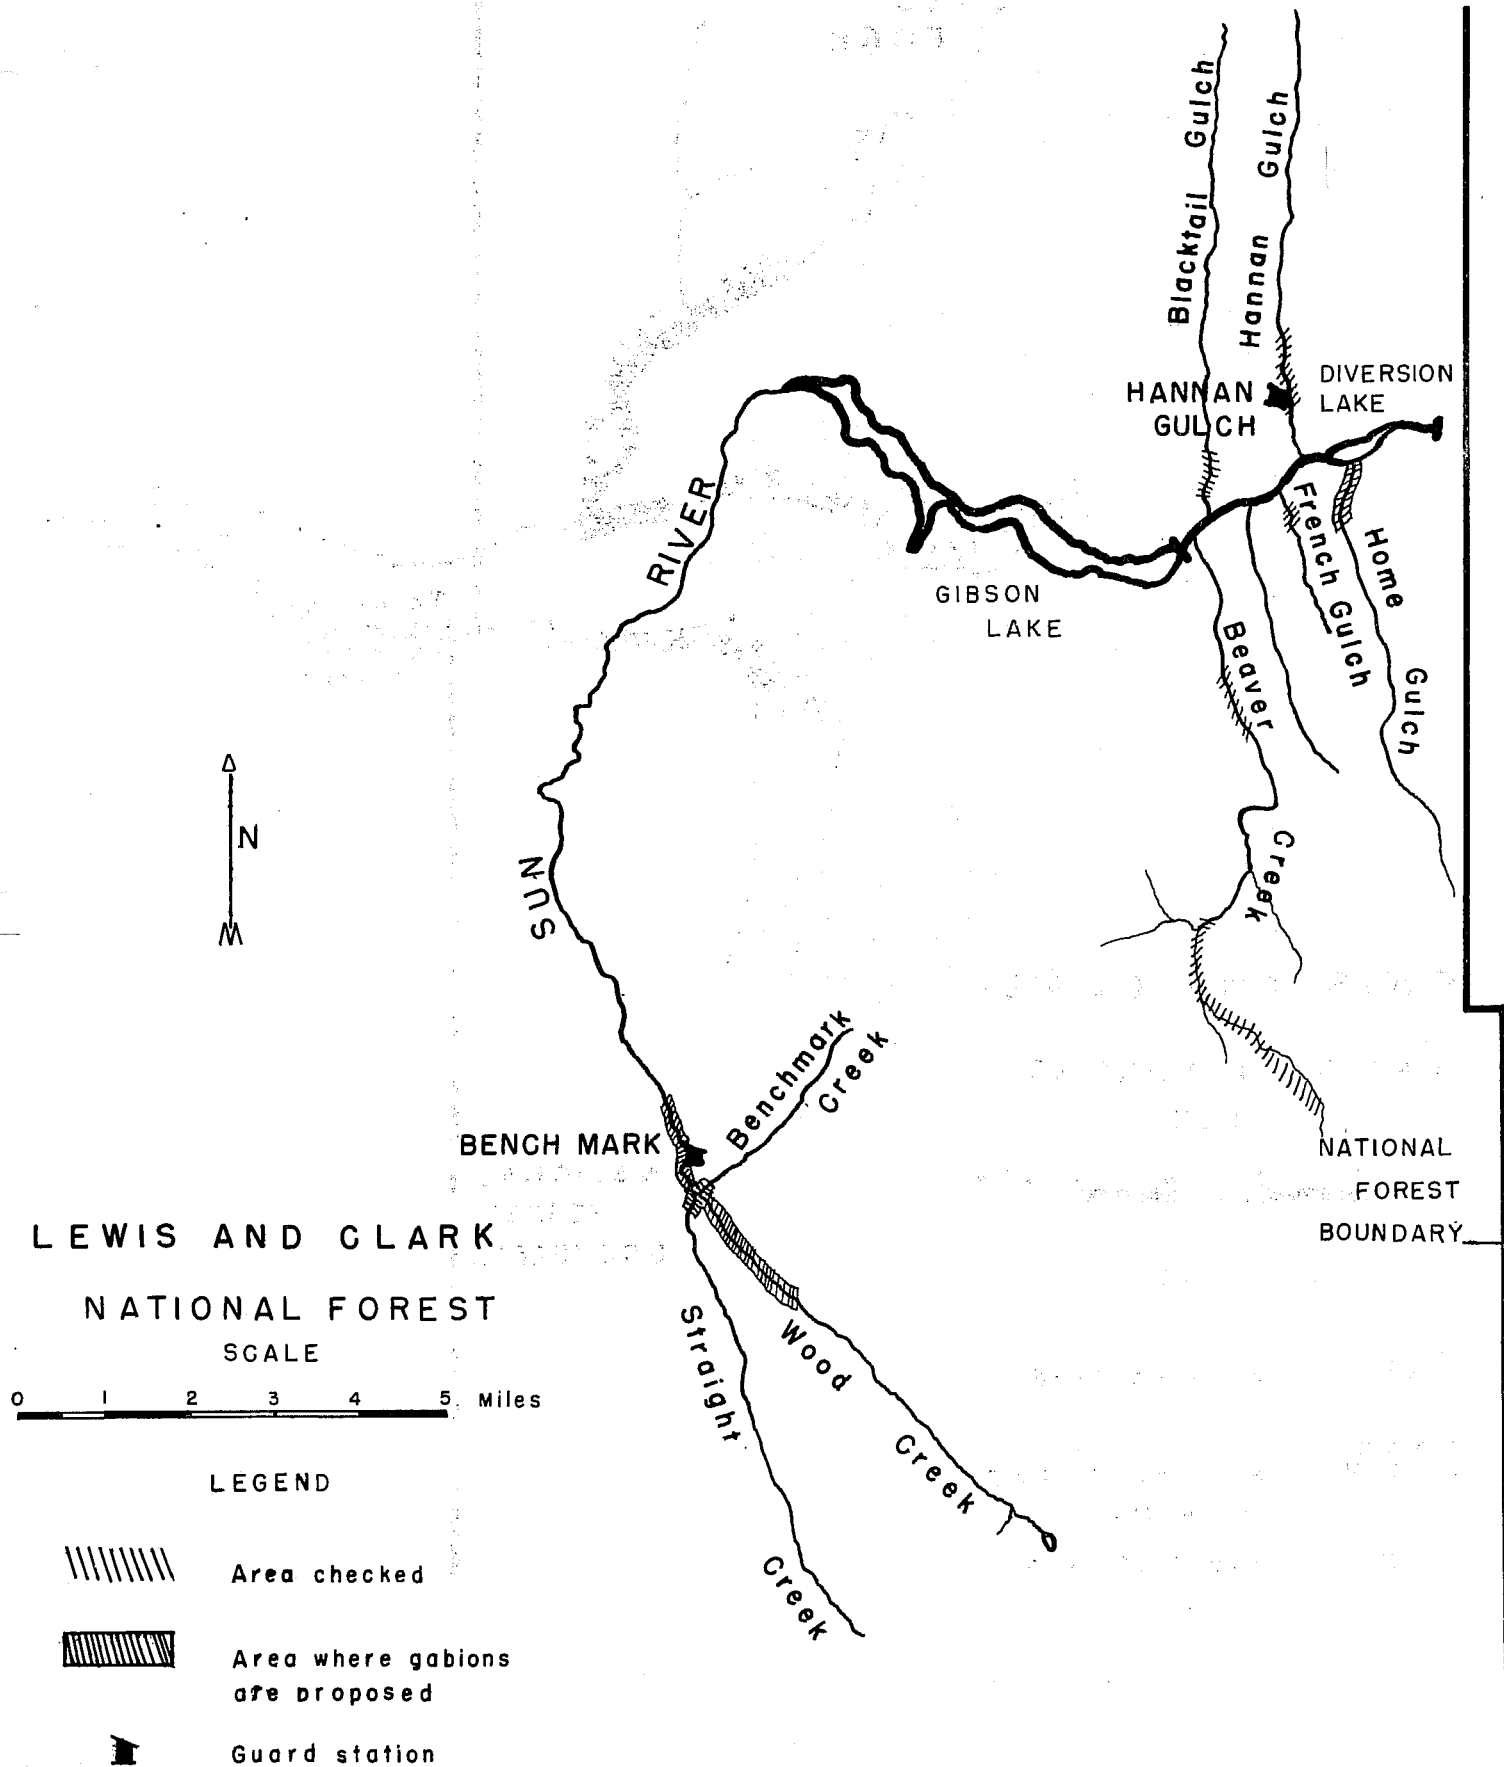 Blacktail Gulch
Hannan Gulch
HANNAN
GULCH
DIVERSION
LAKE
RIVER
SUN
GIBSON
LAKE
French Gulch
Home Gulch
Beaver Creek
N
Benchmark
Creek
BENCH MARK
NATIONAL
FOREST
BOUNDARY
Straight Creek
Wood Creek
LEWIS AND CLARK
NATIONAL FOREST
SCALE
0 1 2 3 4 5 Miles
LEGEND
Area checked
Area where gabions
are proposed
Guard station